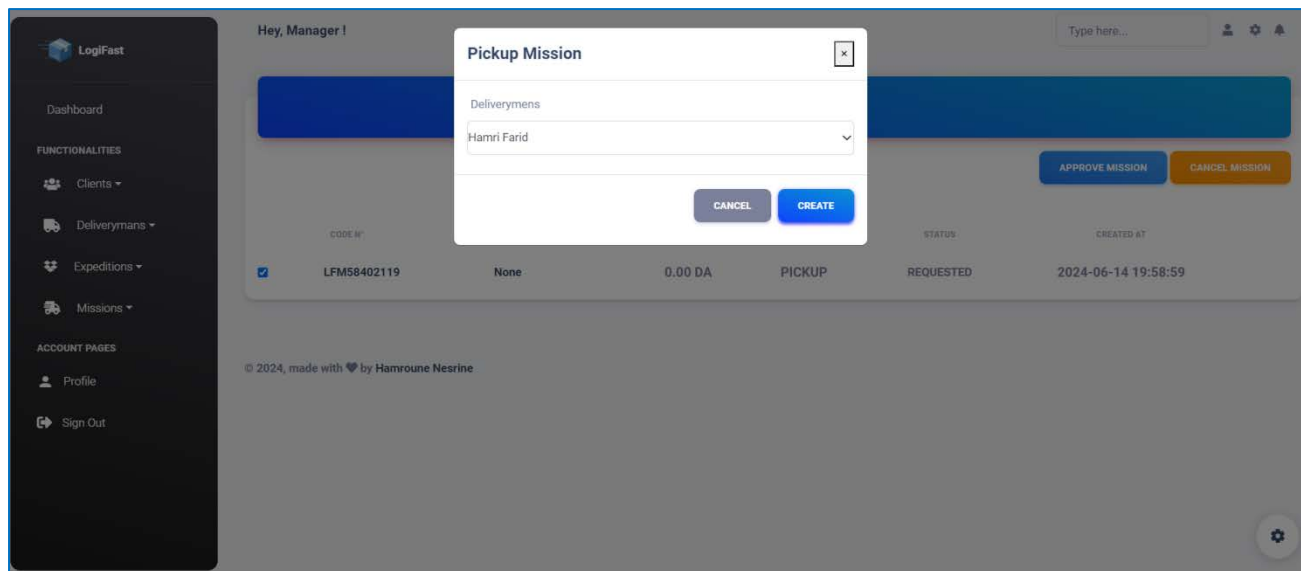 LogiFast
Dashboard
FUNCTIONALITIES
Clients
Deliverymans
Expeditions
Missions
ACCOUNT PAGES
Profile
Sign Out
Hey, Manager !
Type here...
Pickup Mission
×
Deliverymens
Hamri Farid
CANCEL CREATE
APPROVE MISSION CANCEL MISSION
CODE N° STATUS CREATED AT
LFM58402119 None 0.00 DA PICKUP REQUESTED 2024-06-14 19:58:59
© 2024, made with ♥ by Hamroune Nesrine